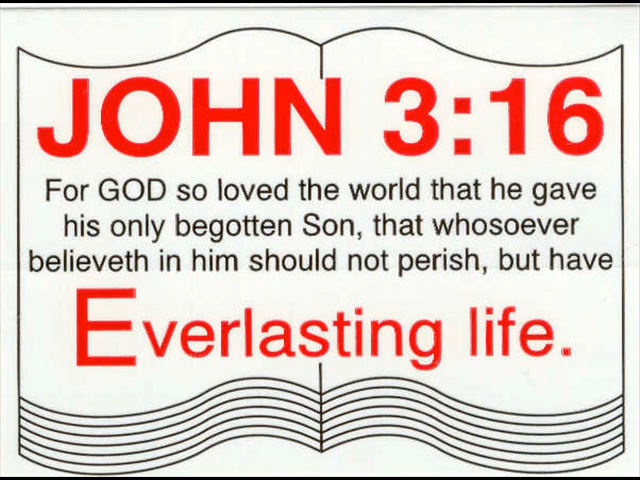 JOHN 3:16
For GOD so loved the world that he gave
his only begotten Son, that whosoever
believeth in him should not perish, but have
Everlasting life.